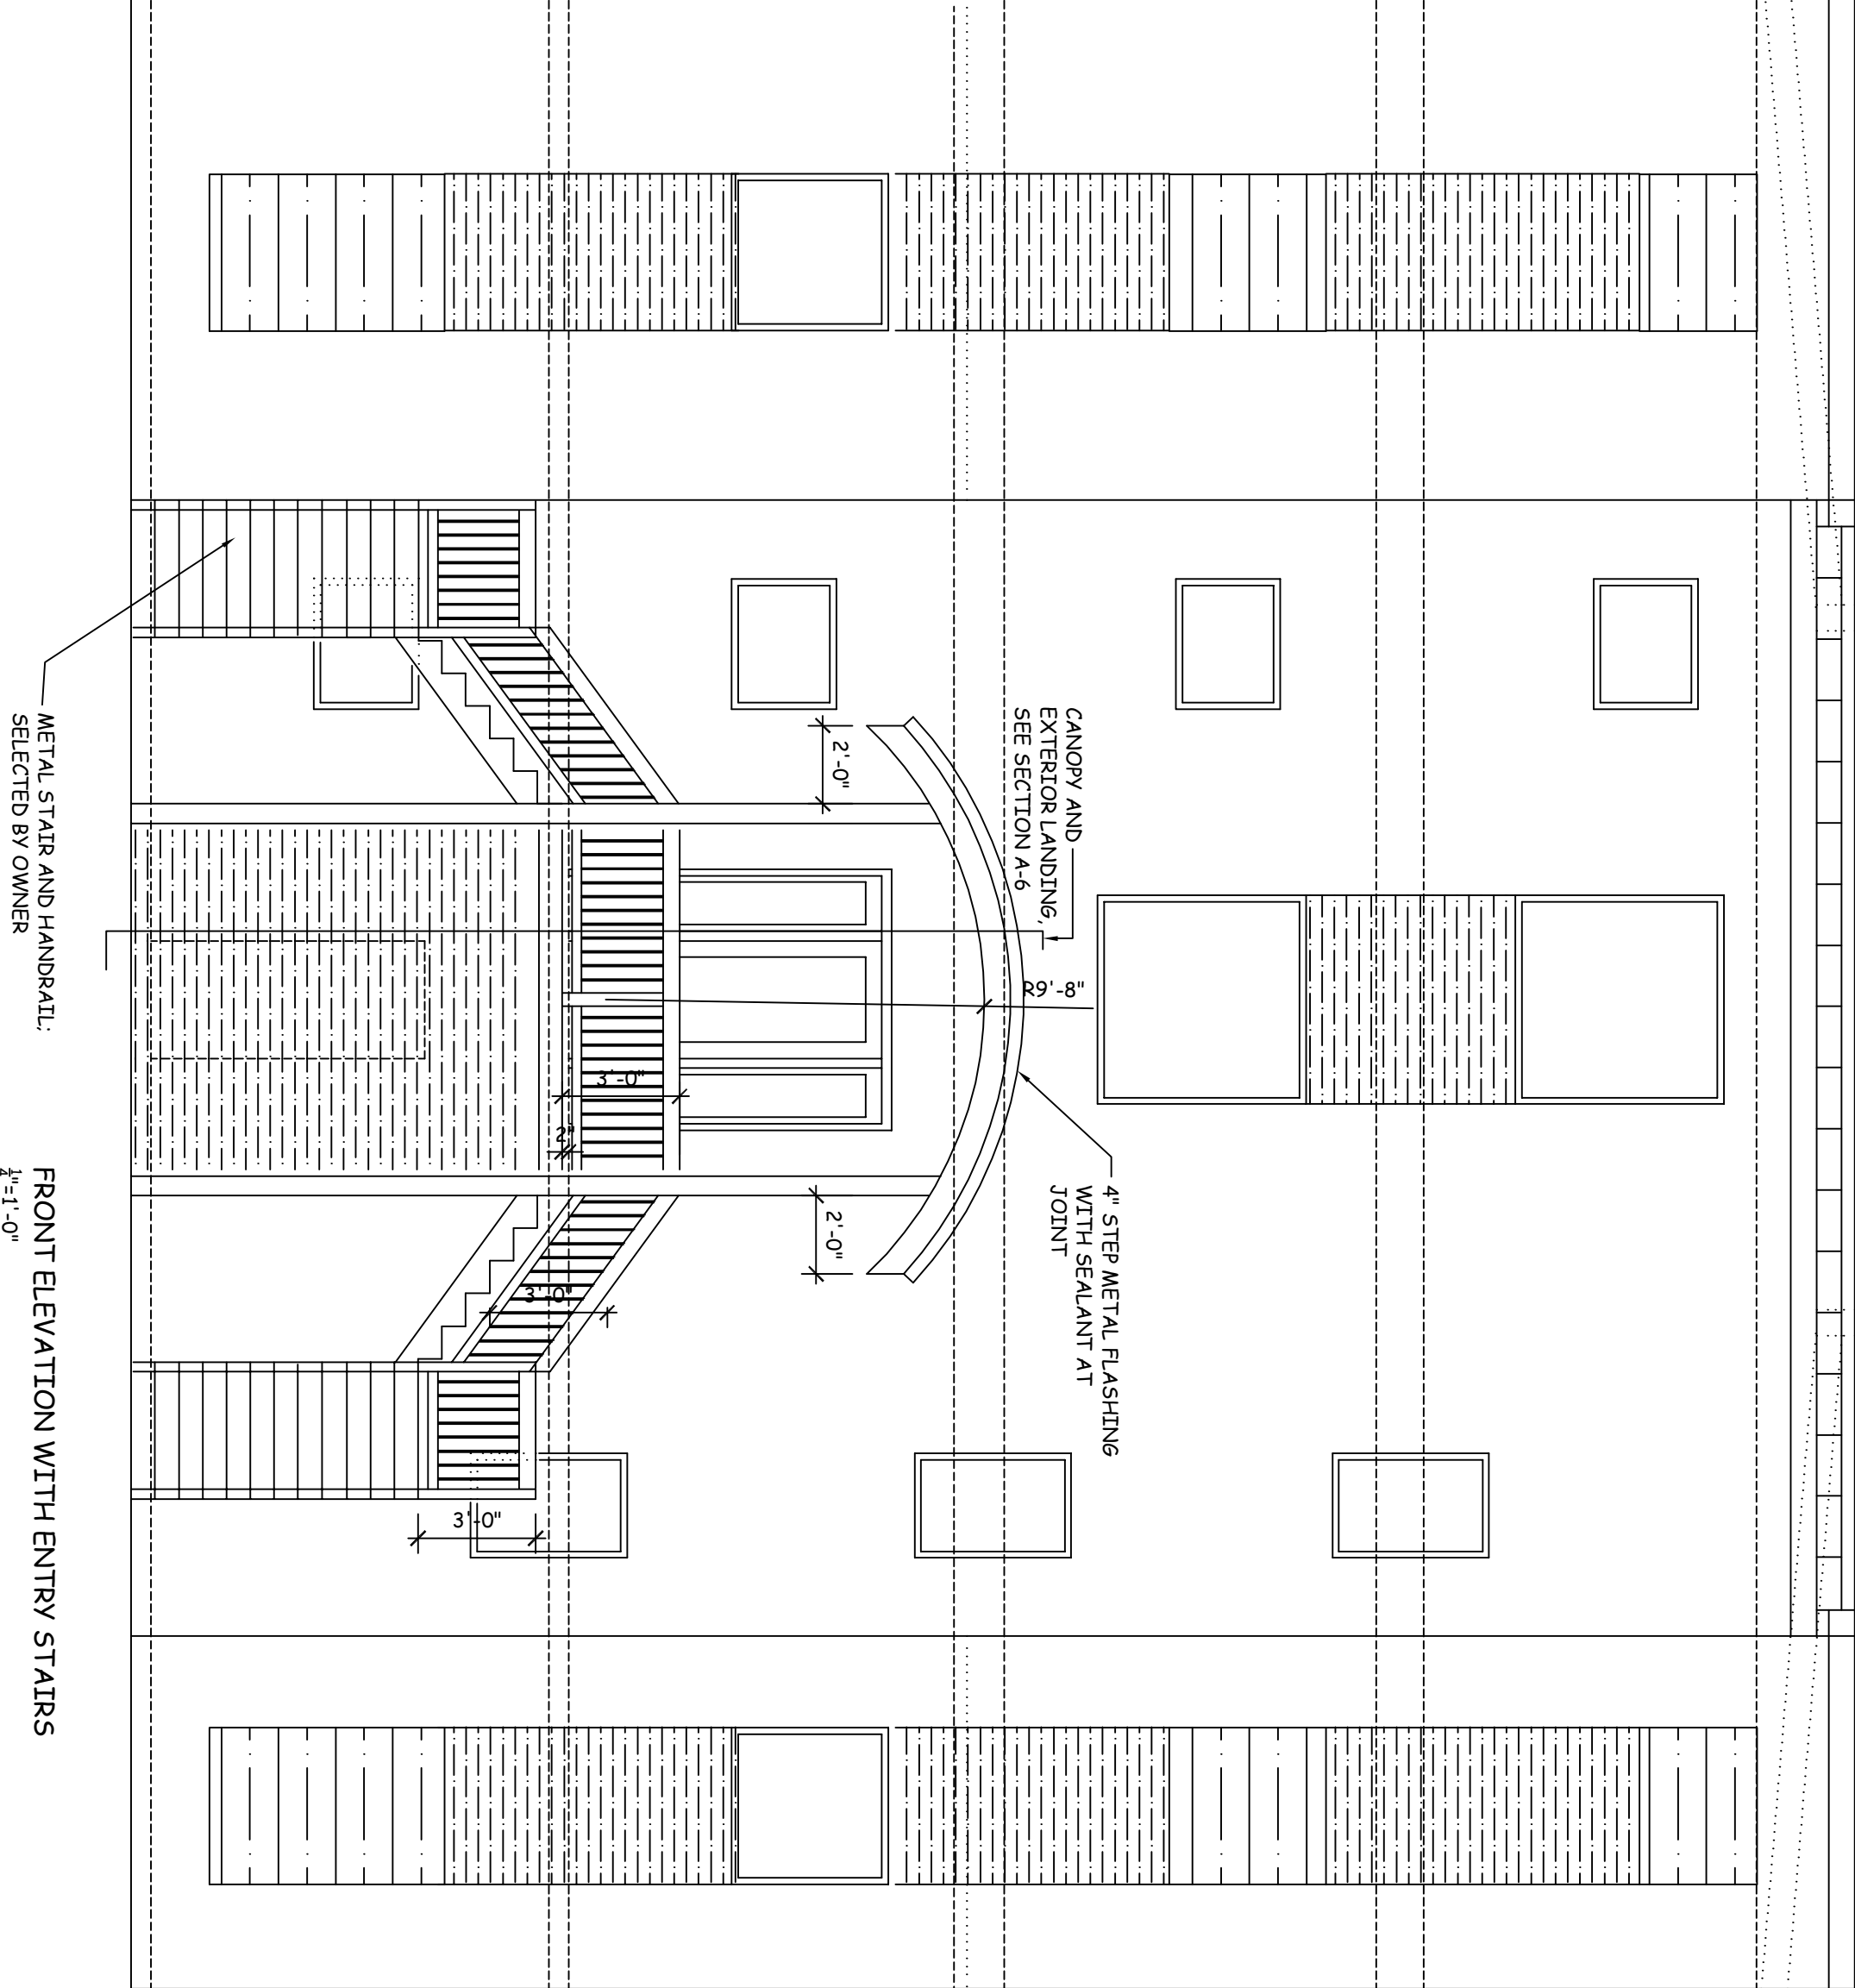 CANOPY AND
EXTERIOR LANDING,
SEE SECTION A-6
R9'-8"
4" STEP METAL FLASHING
WITH SEALANT AT
JOINT
2'-0"
2'-0"
3'-0"
2"
3'-0"
3'-0"
METAL STAIR AND HANDRAIL;
SELECTED BY OWNER
FRONT ELEVATION WITH ENTRY STAIRS
1/4"=1'-0"